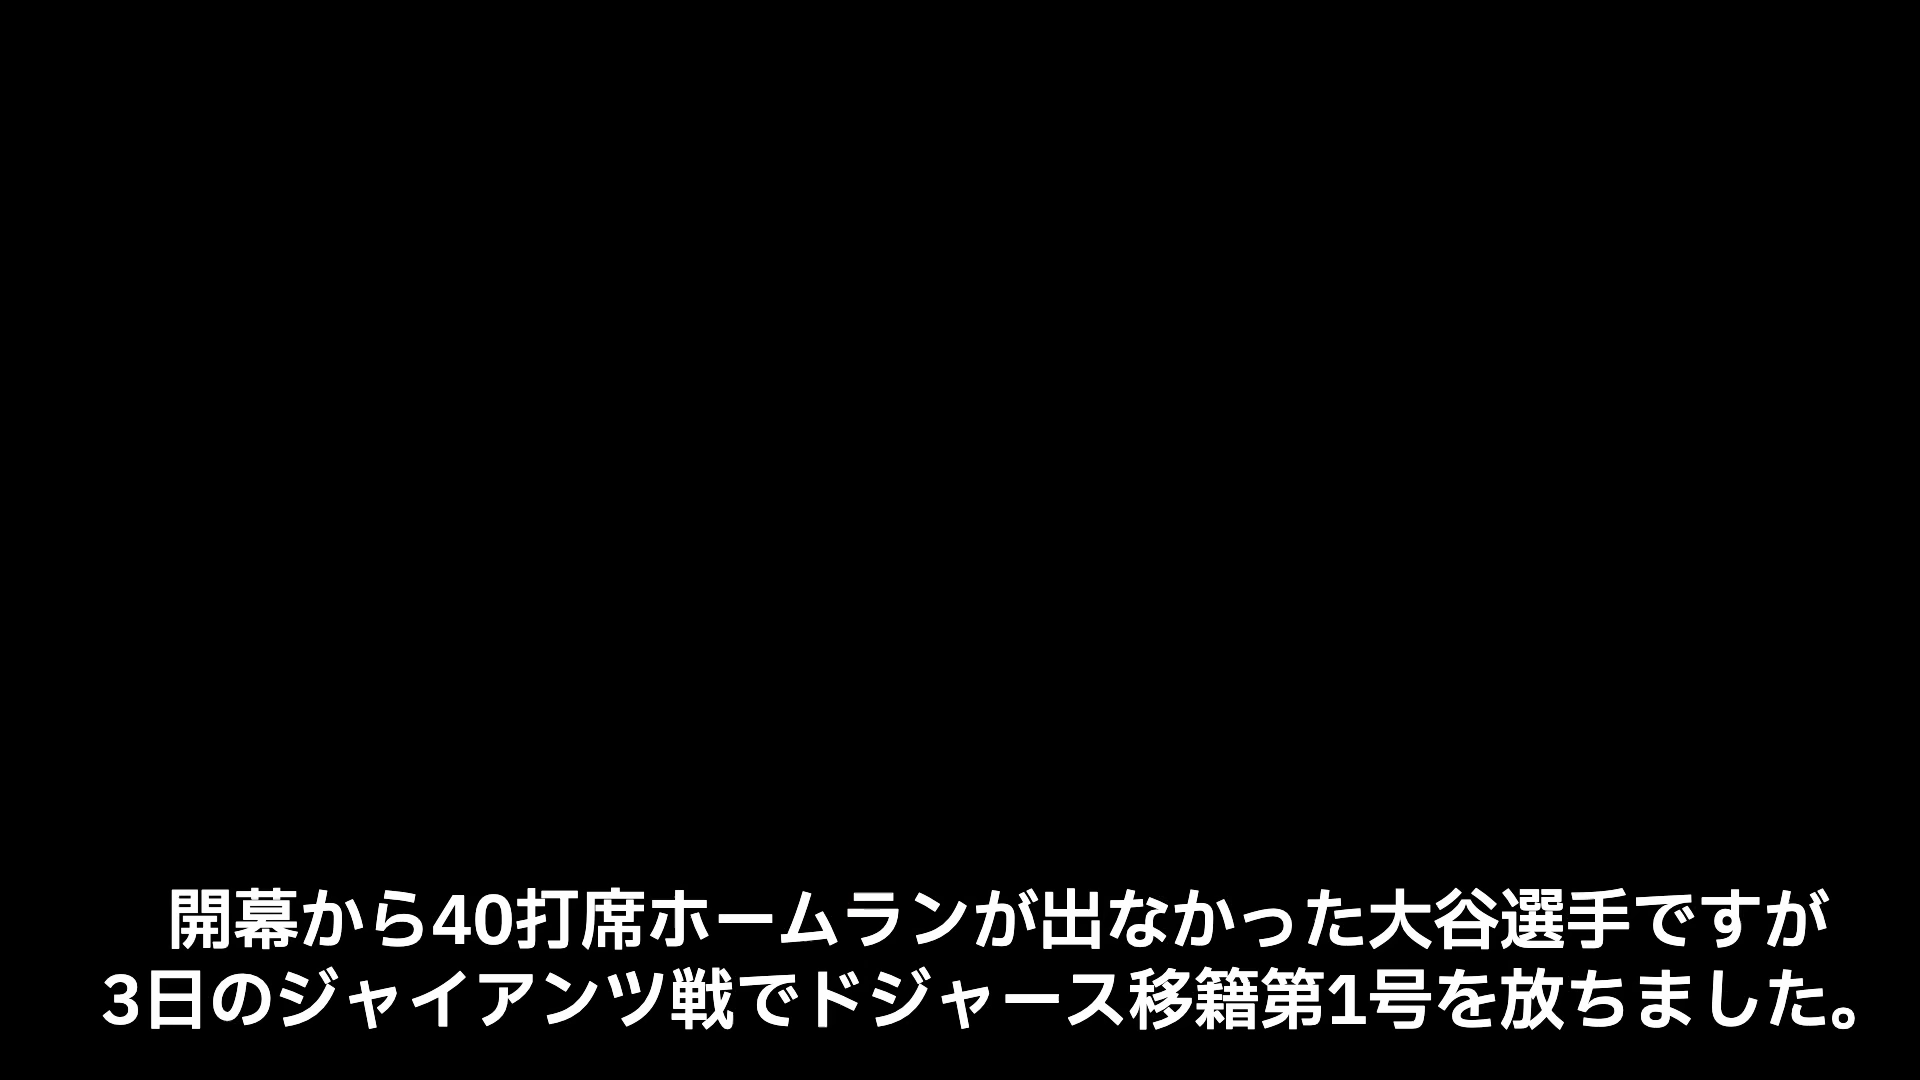 開幕から40打席ホームランが出なかった大谷選手ですが
3日のジャイアンツ戦でドジャース移籍第1号を放ちました。